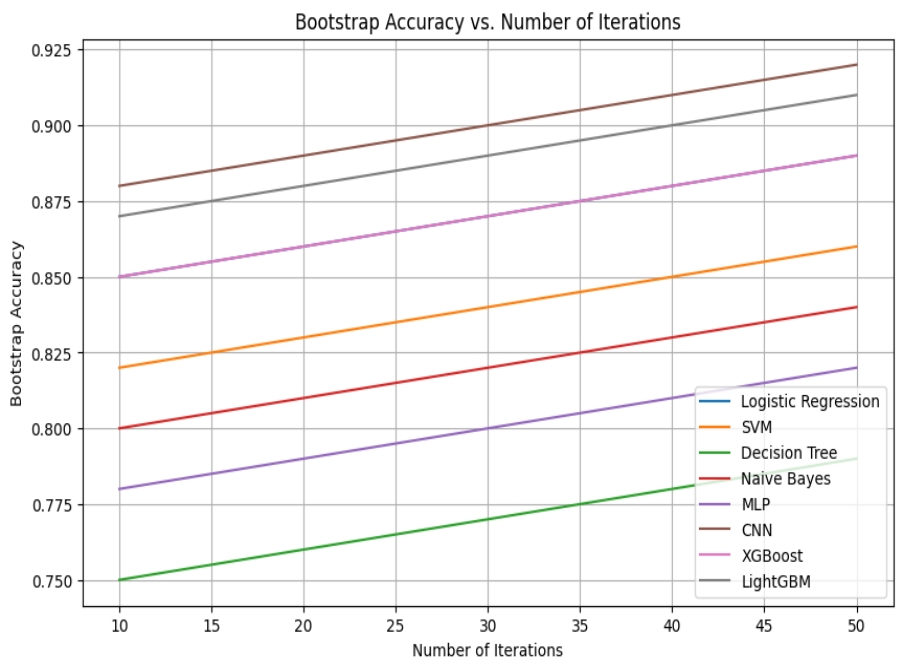 Bootstrap Accuracy vs. Number of Iterations
Bootstrap Accuracy
0.925
0.900
0.875
0.850
0.825
0.800
0.775
0.750
Logistic Regression
SVM
Decision Tree
Naive Bayes
MLP
CNN
XGBoost
LightGBM
10 15 20 25 30 35 40 45 50
Number of Iterations